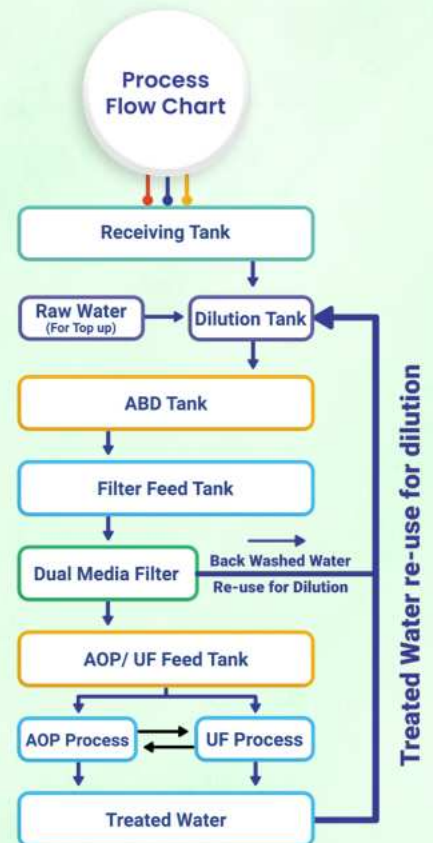 Process
Flow Chart
Receiving Tank
Raw Water
(For Top up)
Dilution Tank
ABD Tank
Filter Feed Tank
Dual Media Filter
Back Washed Water
Re-use for Dilution
AOP/ UF Feed Tank
AOP Process
UF Process
Treated Water
Treated Water re-use for dilution